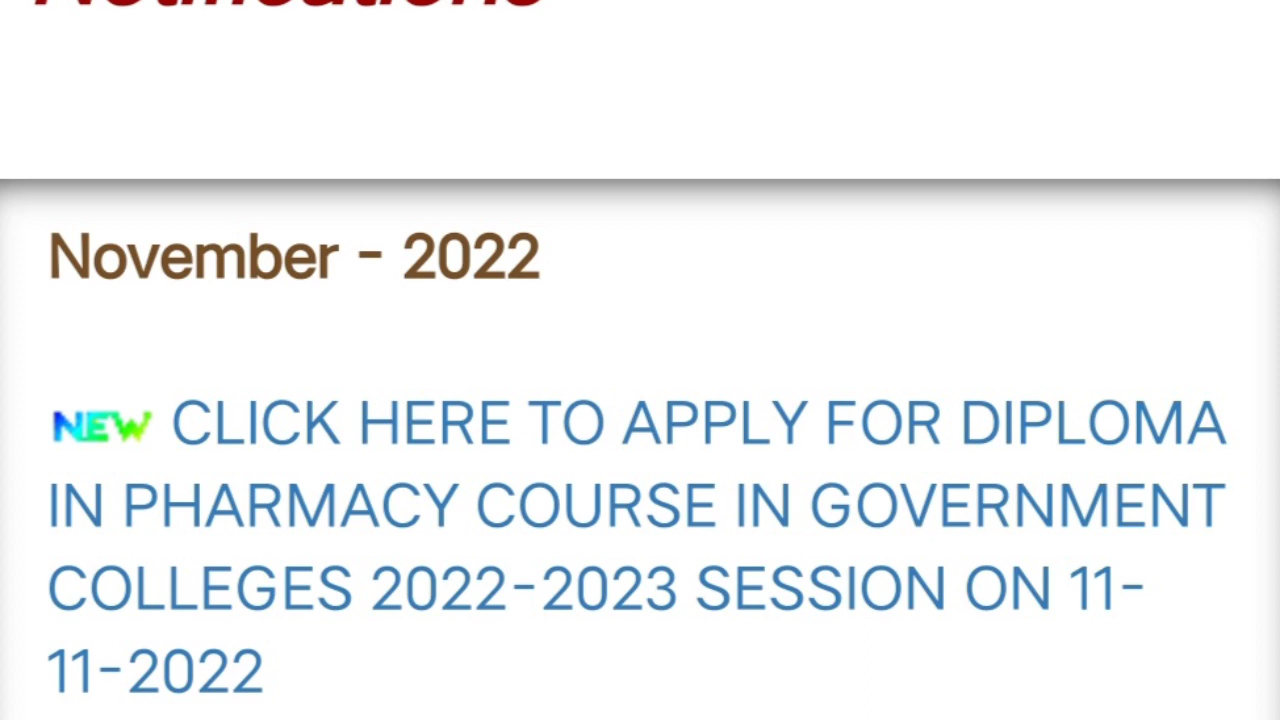 Notifications
November - 2022
NEW CLICK HERE TO APPLY FOR DIPLOMA
IN PHARMACY COURSE IN GOVERNMENT
COLLEGES 2022-2023 SESSION ON 11-
11-2022